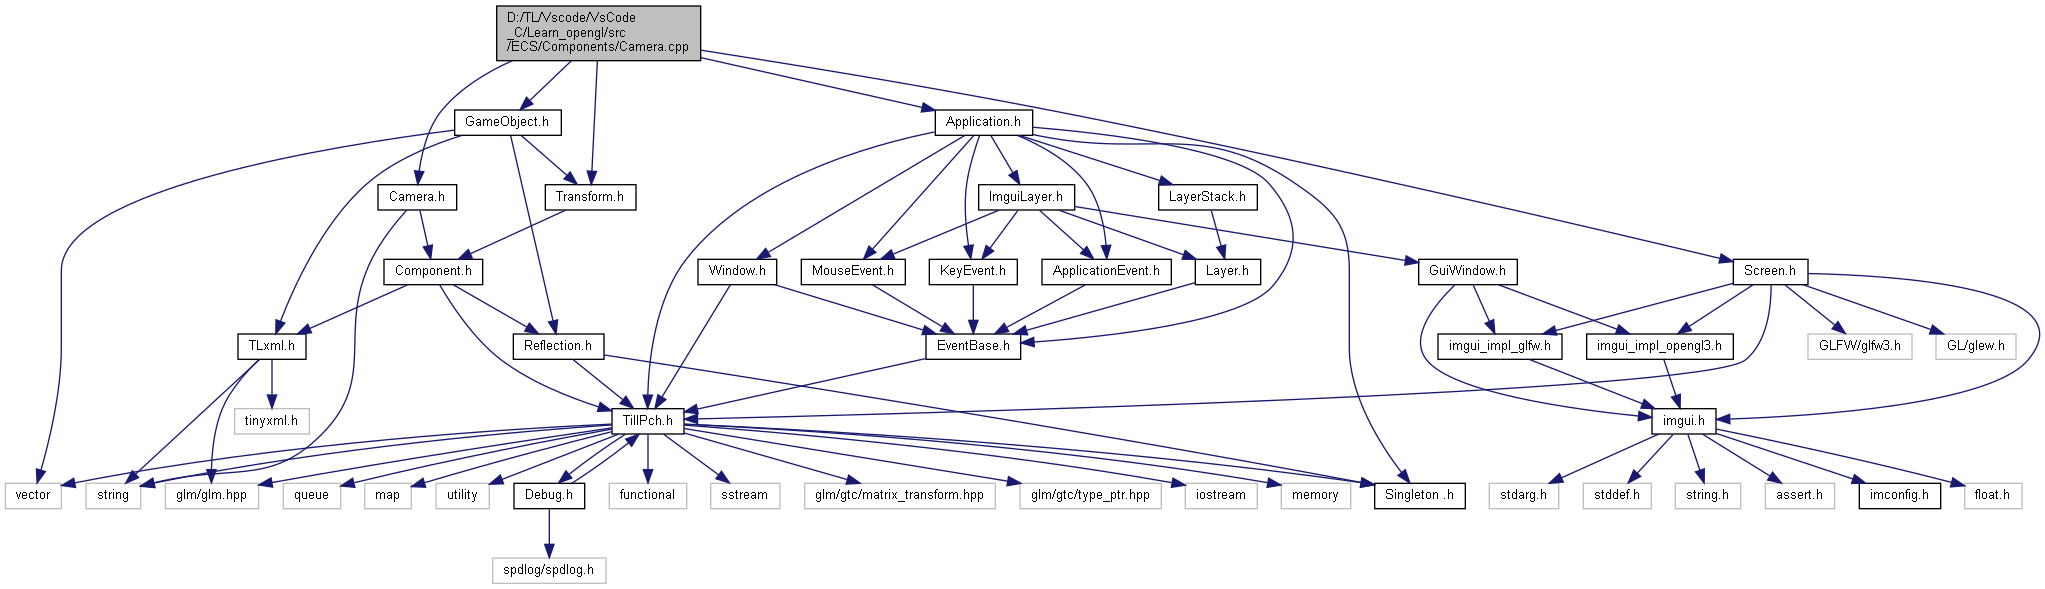 D:/TL/Vscode/VsCode
_C/Learn_opengl/src
/ECS/Components/Camera.cpp
GameObject.h
Application.h
Camera.h
Transform.h
ImguiLayer.h
LayerStack.h
Component.h
Window.h
MouseEvent.h
KeyEvent.h
ApplicationEvent.h
Layer.h
GuiWindow.h
Screen.h
TLxml.h
Reflection.h
EventBase.h
imgui_impl_glfw.h
imgui_impl_opengl3.h
GLFW/glfw3.h
GL/glew.h
tinyxml.h
TillPch.h
imgui.h
vector
string
glm/glm.hpp
queue
map
utility
Debug.h
functional
sstream
glm/gtc/matrix_transform.hpp
glm/gtc/type_ptr.hpp
iostream
memory
Singleton .h
stdarg.h
stddef.h
string.h
assert.h
imconfig.h
float.h
spdlog/spdlog.h